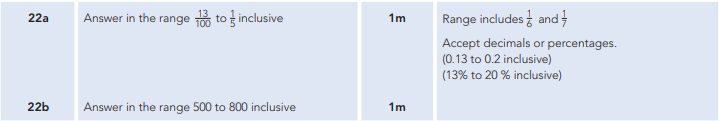 22a Answer in the range 13/100 to 1/5 inclusive 1m Range includes 1/6 and 1/7
Accept decimals or percentages.
(0.13 to 0.2 inclusive)
(13% to 20 % inclusive)
22b Answer in the range 500 to 800 inclusive 1m